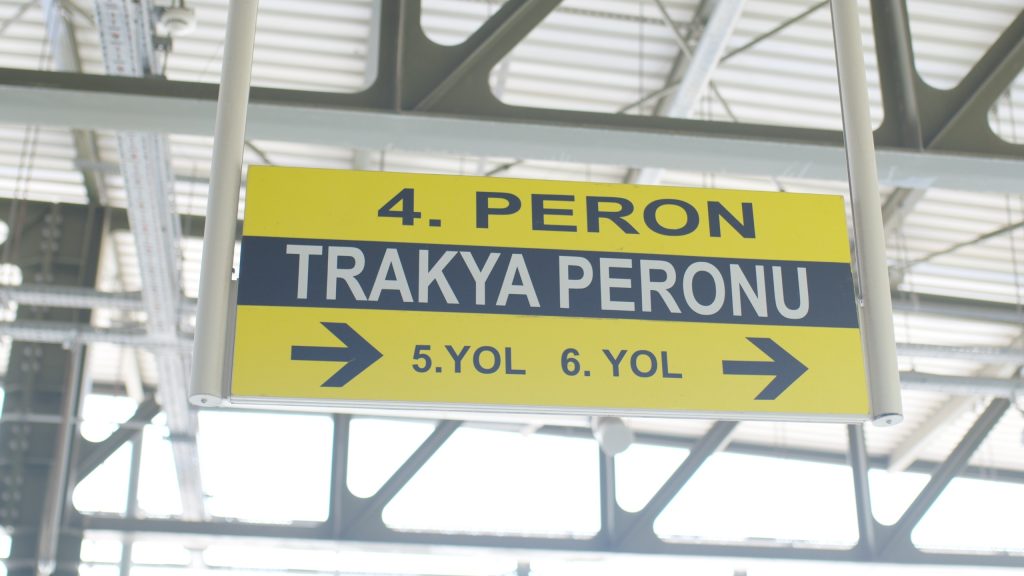 4. PERON
TRAKYA PERONU
5.YOL 6. YOL